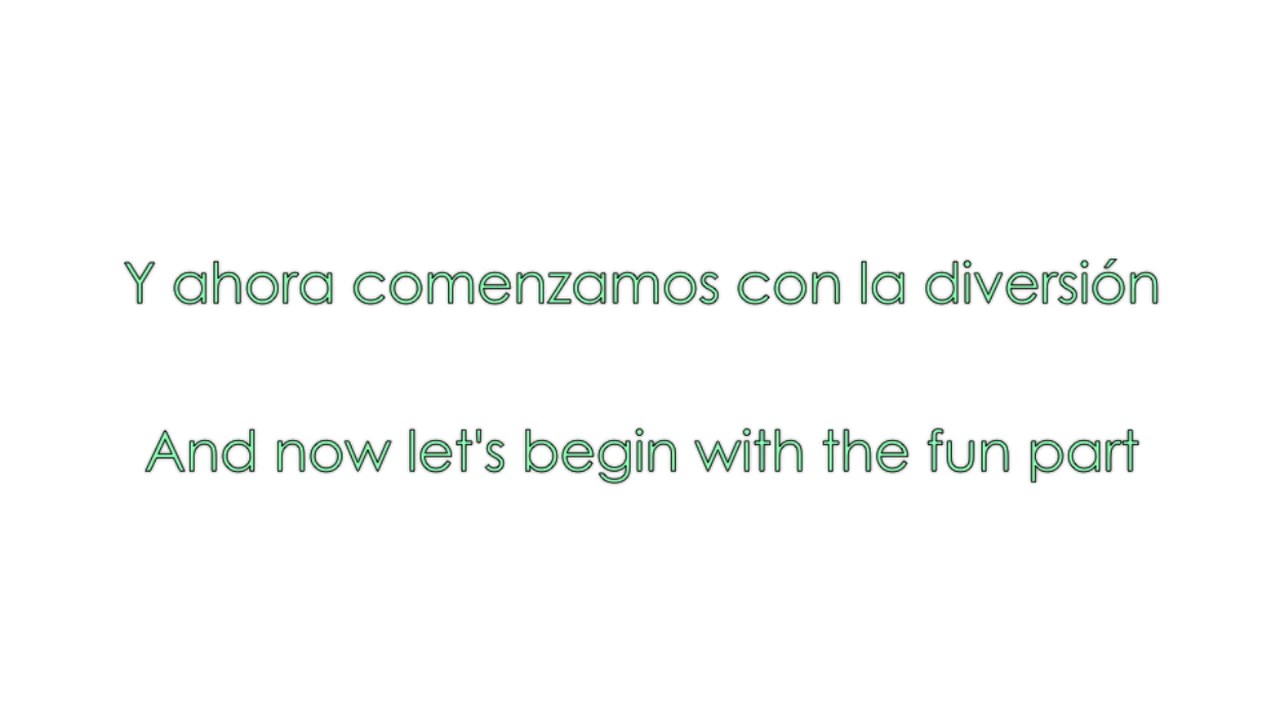 Y ahora comenzamos con la diversión
And now let's begin with the fun part